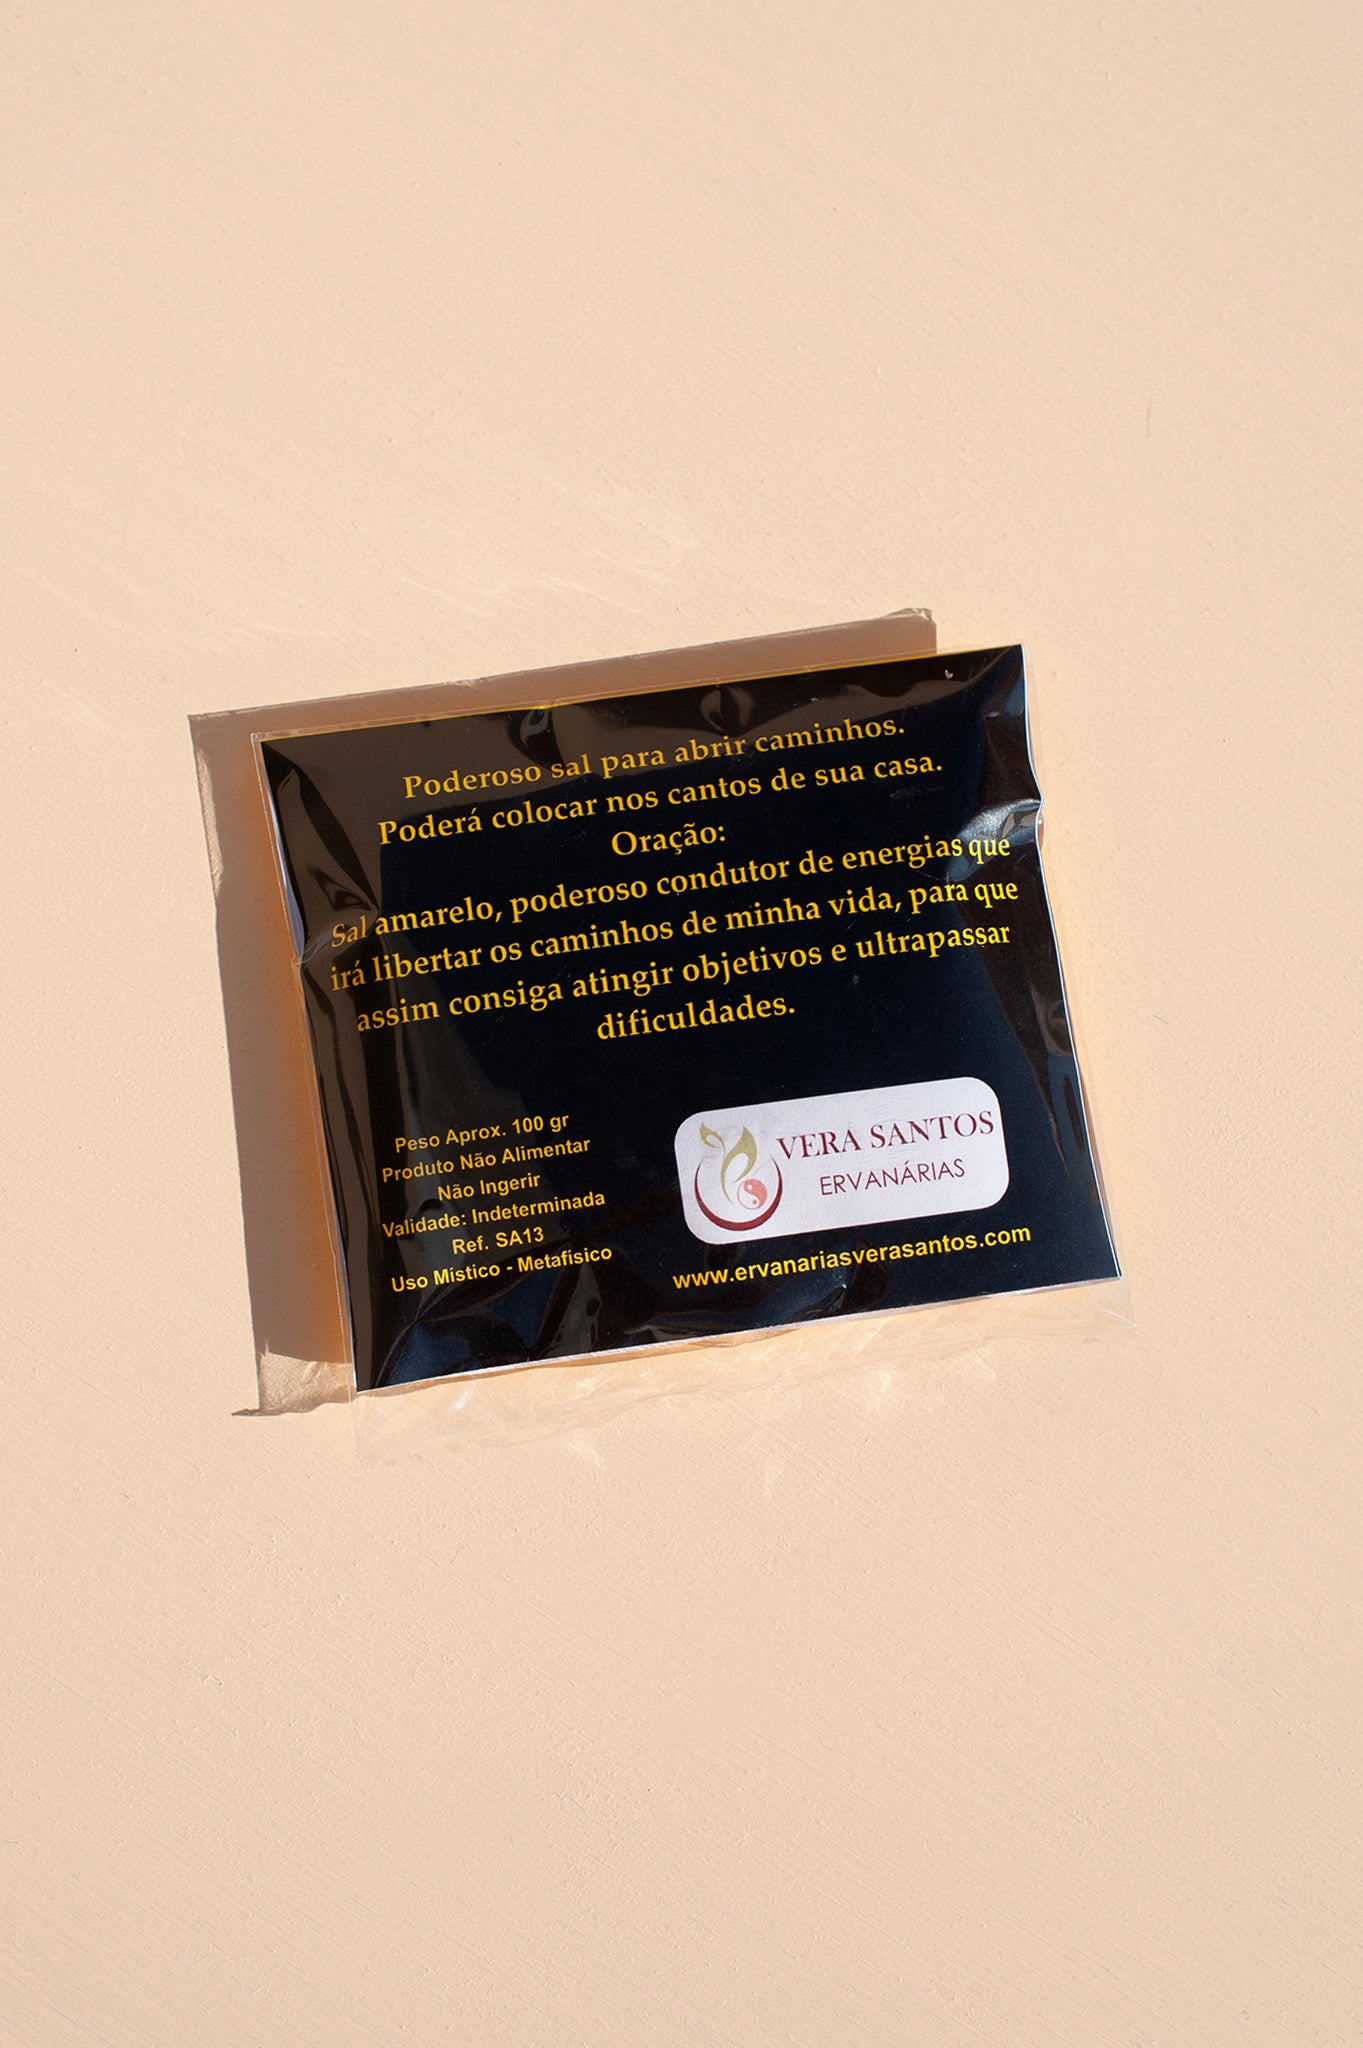 Poderoso sal para abrir caminhos.
Poderá colocar nos cantos de sua casa.
Oração:
Sal amarelo, poderoso condutor de energias que
irá libertar os caminhos de minha vida, para que
assim consiga atingir objetivos e ultrapassar
dificuldades.
Peso Aprox. 100 gr
Produto Não Alimentar
Não Ingerir
Validade: Indeterminada
Ref. SA13
Uso Místico - Metafísico
VERA SANTOS
ERVANÁRIAS
www.ervanariasverasantos.com